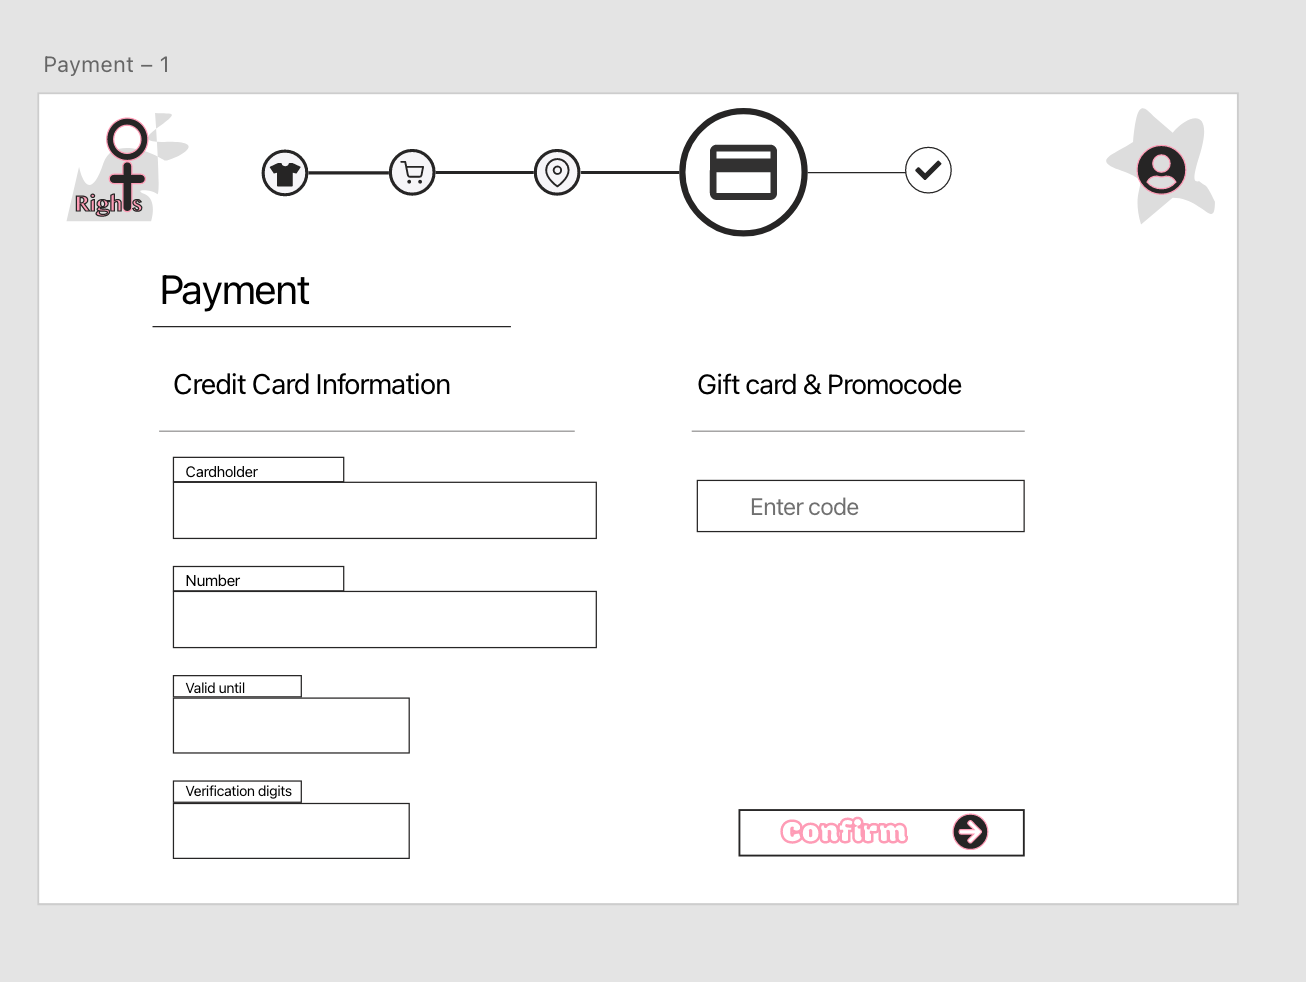 Payment – 1
Rights
Payment
Credit Card Information
Gift card & Promocode
Cardholder
Enter code
Number
Valid until
Verification digits
Confirm